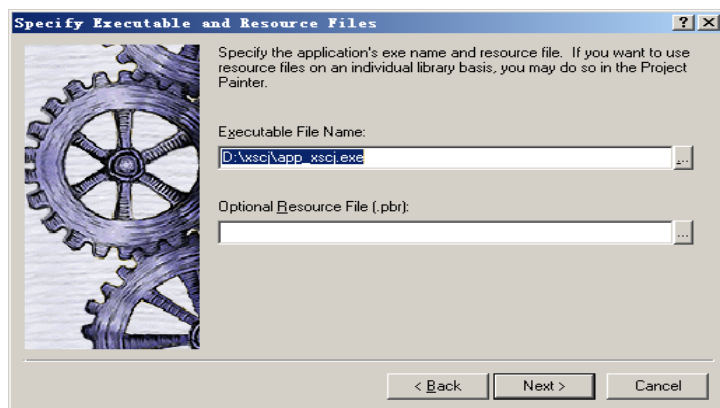 Specify Executable and Resource Files
Specify the application's exe name and resource file. If you want to use
resource files on an individual library basis, you may do so in the Project
Painter.
Executable File Name:
D:\xscj\app_xscj.exe
...
Optional Resource File (.pbr):
...
< Back
Next >
Cancel